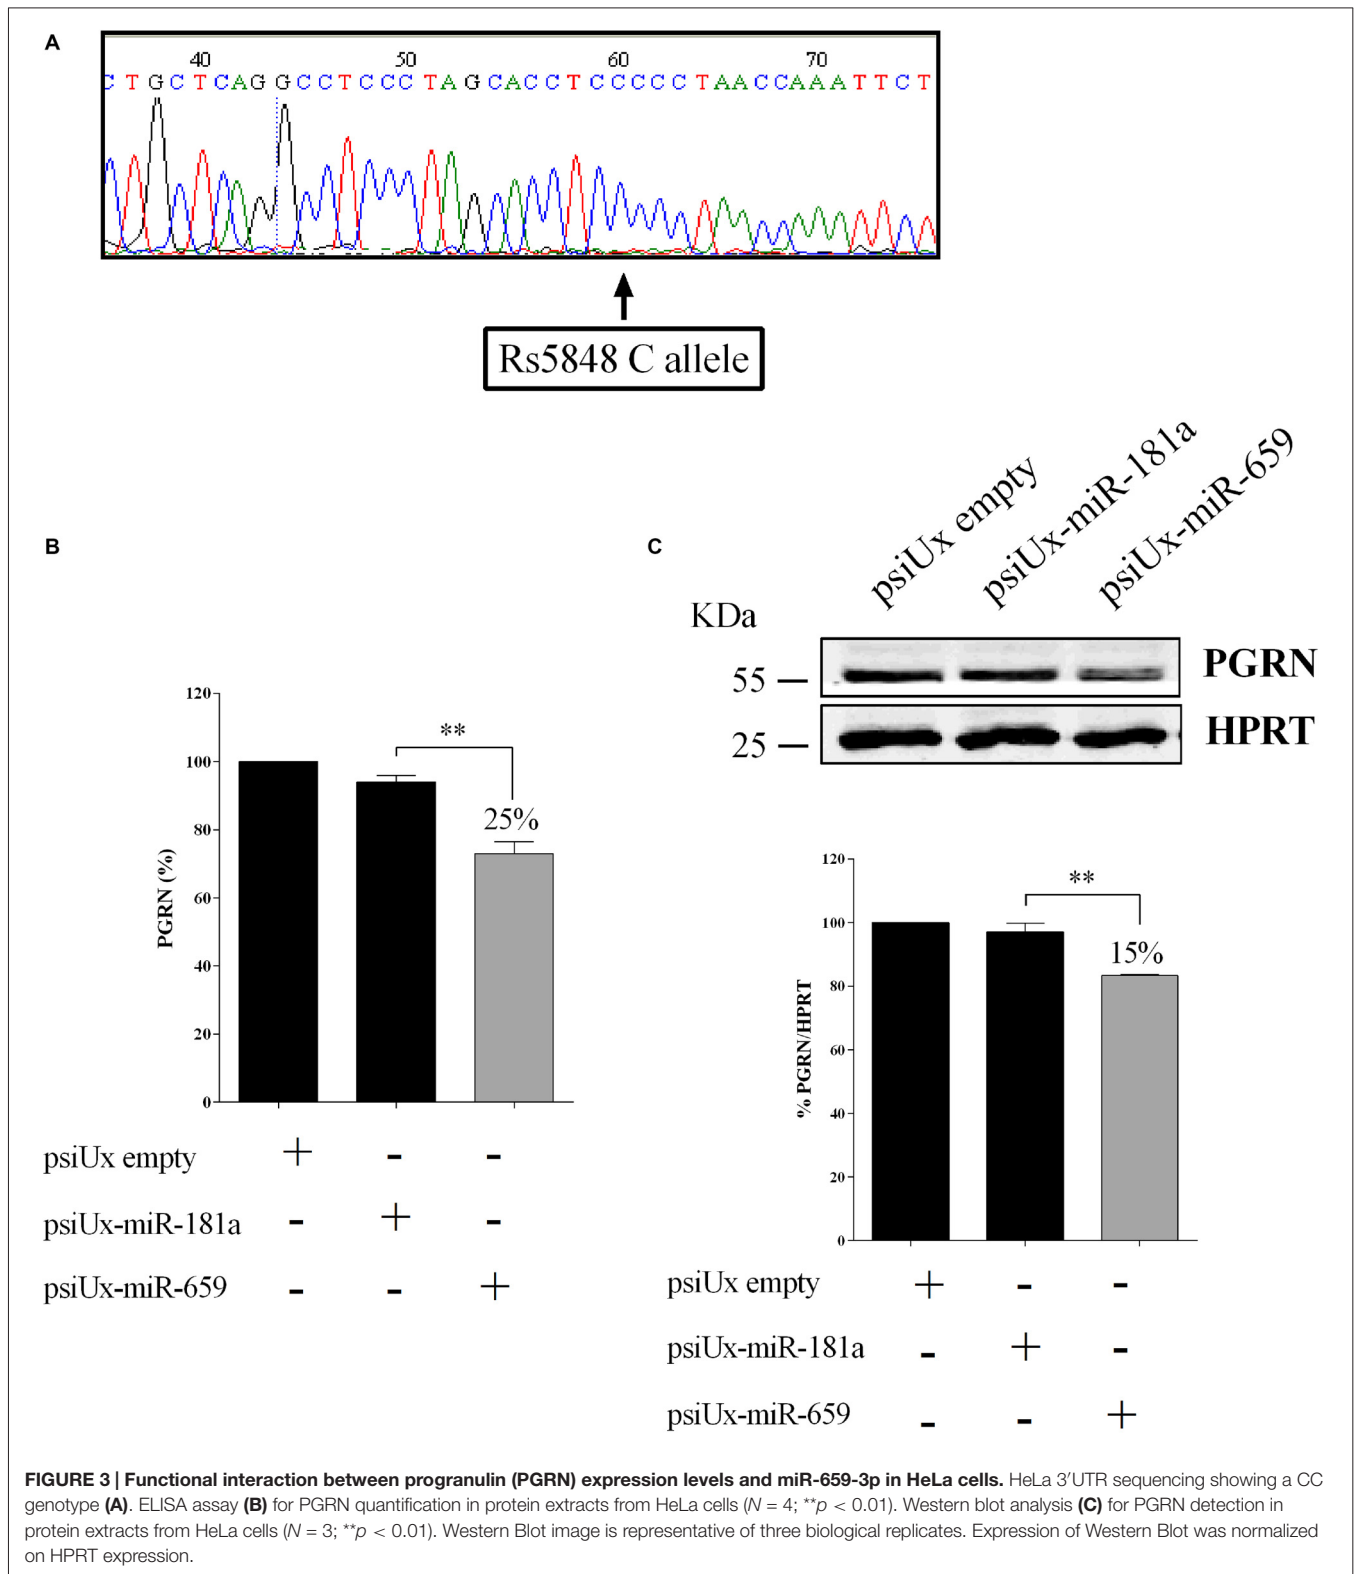 A
40 50 60 70
C T G C T C A G G C C T C C C T A G C A C C T C C C C C T A A C C A A A T T C T
Rs5848 C allele
B
120
100
80
60
40
20
0
PGRN (%)
**
25%
psiUx empty + - -
psiUx-miR-181a - + -
psiUx-miR-659 - - +
C
psiUx empty
psiUx-miR-181a
psiUx-miR-659
KDa
55 —
PGRN
25 —
HPRT
120
100
80
60
40
20
0
% PGRN/HPRT
**
15%
psiUx empty + - -
psiUx-miR-181a - + -
psiUx-miR-659 - - +
FIGURE 3 | Functional interaction between progranulin (PGRN) expression levels and miR-659-3p in HeLa cells. HeLa 3′UTR sequencing showing a CC
genotype (A). ELISA assay (B) for PGRN quantification in protein extracts from HeLa cells (N = 4; **p < 0.01). Western blot analysis (C) for PGRN detection in
protein extracts from HeLa cells (N = 3; **p < 0.01). Western Blot image is representative of three biological replicates. Expression of Western Blot was normalized
on HPRT expression.